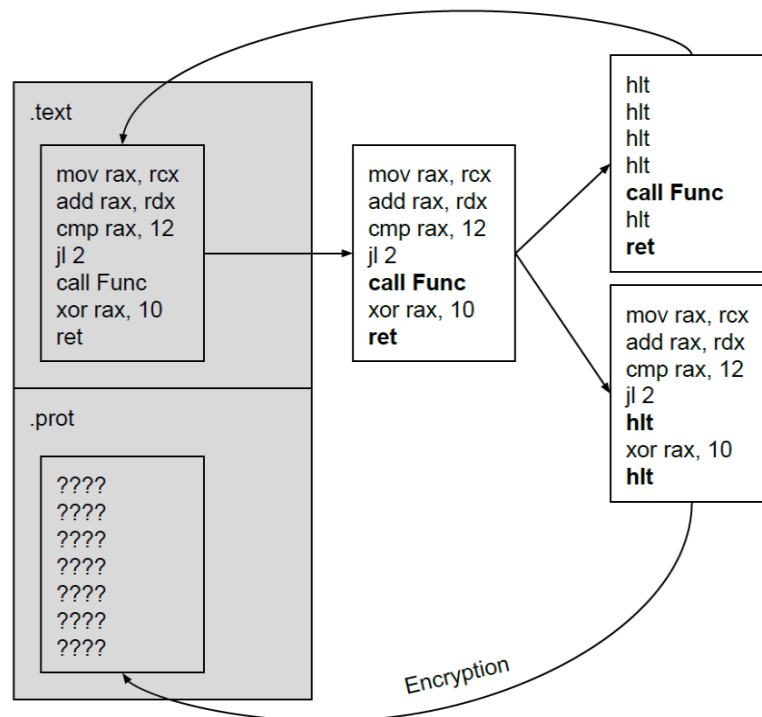 .text
mov rax, rcx
add rax, rdx
cmp rax, 12
jl 2
call Func
xor rax, 10
ret
.prot
????
????
????
????
????
????
????
mov rax, rcx
add rax, rdx
cmp rax, 12
jl 2
call Func
xor rax, 10
ret
hlt
hlt
hlt
hlt
call Func
hlt
ret
mov rax, rcx
add rax, rdx
cmp rax, 12
jl 2
hlt
xor rax, 10
hlt
Encryption